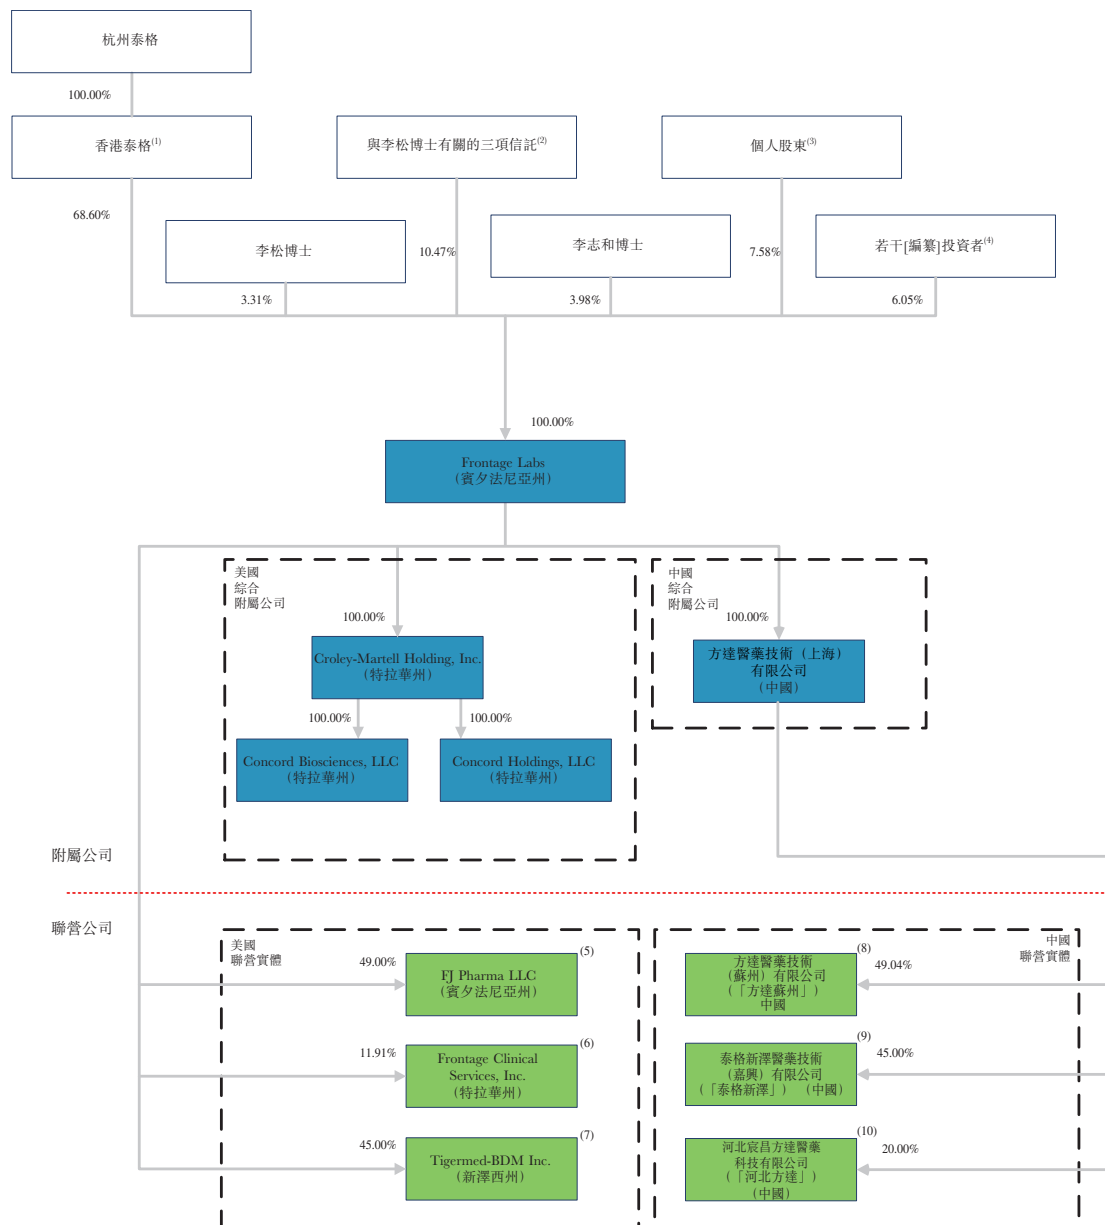 杭州泰格
100.00%
香港泰格(1)
與李松博士有關的三項信託(2)
個人股東(3)
68.60%
李松博士
10.47%
李志和博士
7.58%
若干[編纂]投資者(4)
3.31%
3.98%
6.05%
100.00%
Frontage Labs
(賓夕法尼亞州)
美國
綜合
附屬公司
中國
綜合
附屬公司
100.00%
100.00%
Croley-Martell Holding, Inc.
(特拉華州)
方達醫藥技術(上海)
有限公司
(中國)
100.00%
100.00%
Concord Biosciences, LLC
(特拉華州)
Concord Holdings, LLC
(特拉華州)
附屬公司
聯營公司
美國
聯營實體
中國
聯營實體
49.00%
FJ Pharma LLC
(賓夕法尼亞州)
(5)
方達醫藥技術
(蘇州)有限公司
(「方達蘇州」)
中國
(8)
49.04%
11.91%
Frontage Clinical
Services, Inc.
(特拉華州)
(6)
泰格新澤醫藥技術
(嘉興)有限公司
(「泰格新澤」) (中國)
(9)
45.00%
45.00%
Tigermed-BDM Inc.
(新澤西州)
(7)
河北宸昌方達醫藥
科技有限公司
(「河北方達」)
(中國)
(10)
20.00%